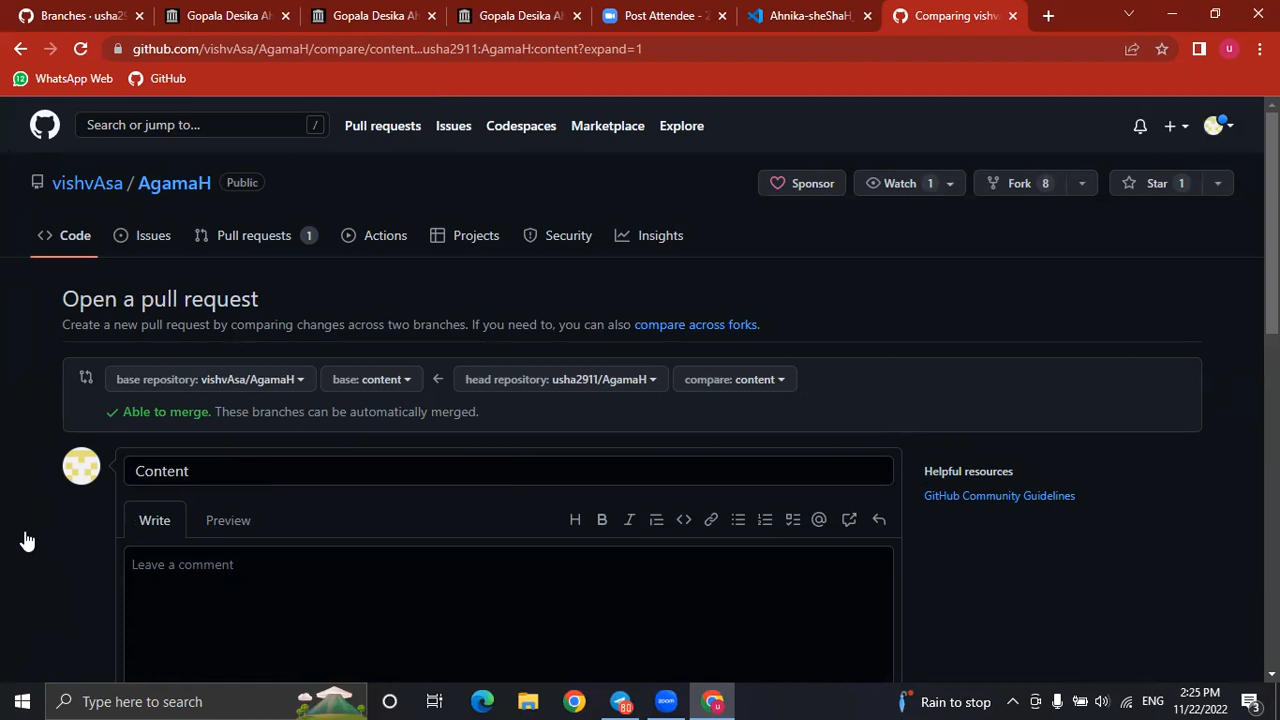 Branches · usha2
Gopala Desika Ah
Gopala Desika Ah
Gopala Desika Ah
Post Attendee - Z
Ahnika-sheShaH
Comparing vishv
github.com/vishvAsa/AgamaH/compare/content...usha2911:AgamaH:content?expand=1
u
WhatsApp Web
GitHub
Search or jump to...
/
Pull requests
Issues
Codespaces
Marketplace
Explore
vishvAsa / AgamaH
Public
Sponsor
Watch 1
Fork 8
Star 1
Code
Issues
Pull requests 1
Actions
Projects
Security
Insights
Open a pull request
Create a new pull request by comparing changes across two branches. If you need to, you can also compare across forks.
base repository: vishvAsa/AgamaH
base: content
head repository: usha2911/AgamaH
compare: content
Able to merge. These branches can be automatically merged.
Content
Helpful resources
GitHub Community Guidelines
Write
Preview
Leave a comment
Type here to search
80
zoom
u
Rain to stop
ENG
2:25 PM
11/22/2022
3